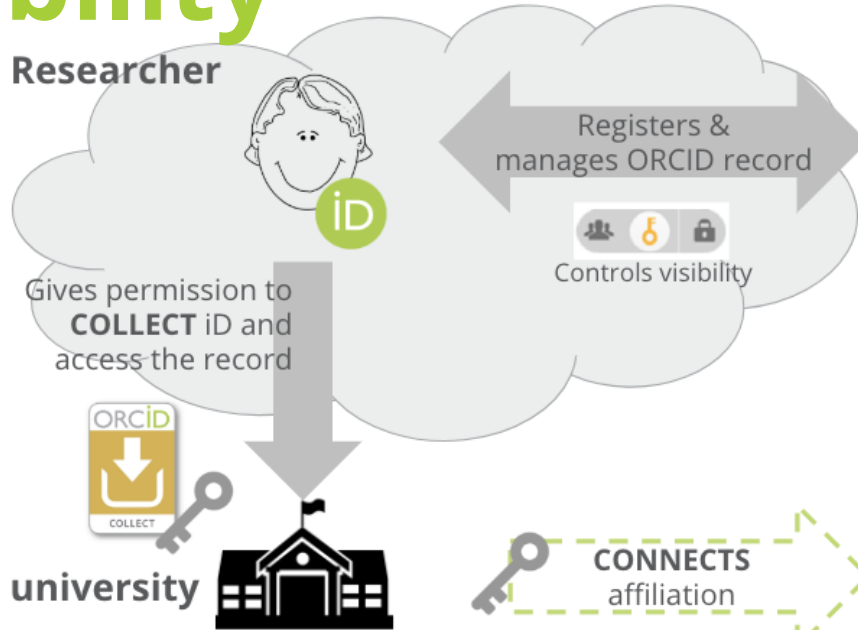 bility
Researcher
Registers &
manages ORCID record
iD
Controls visibility
Gives permission to
COLLECT iD and
access the record
ORCiD
COLLECT
university
CONNECTS
affiliation